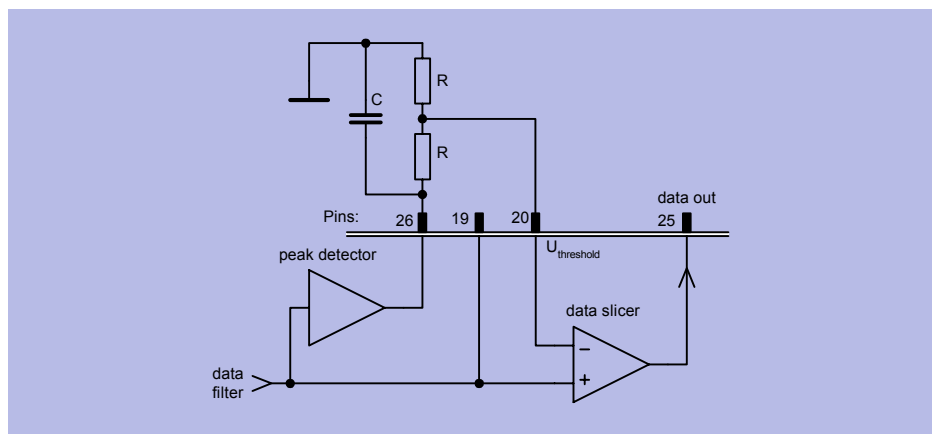 R
C
R
data out
Pins:
26
19
20
25
Uthreshold
peak detector
data slicer
−
data
filter
+